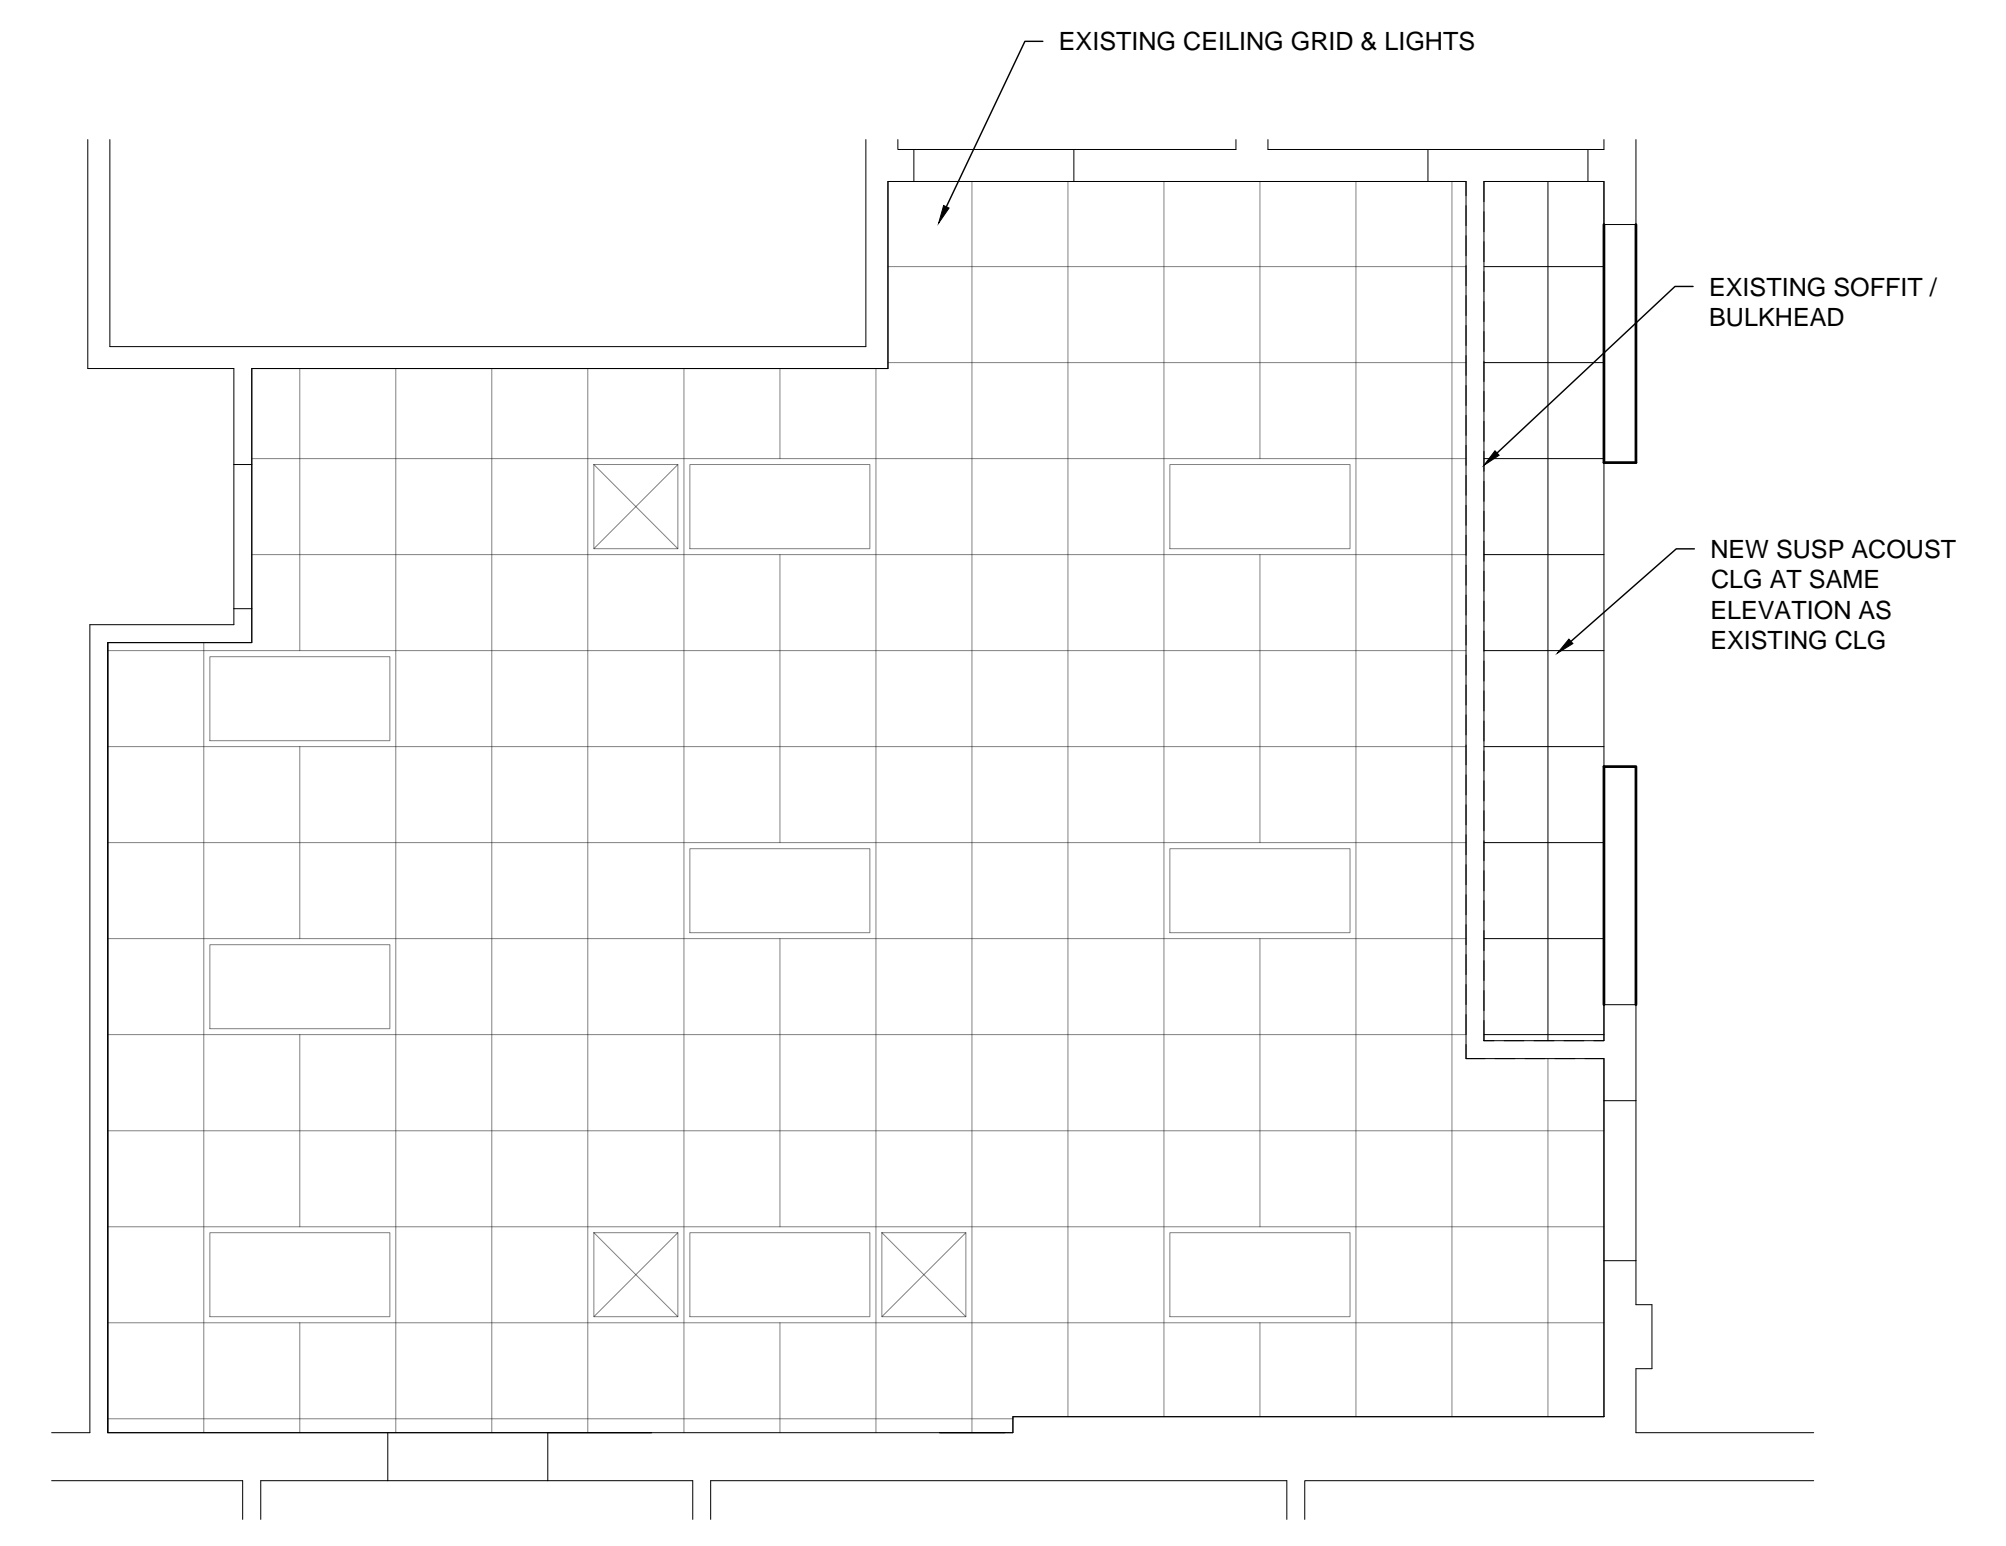 EXISTING CEILING GRID & LIGHTS
EXISTING SOFFIT /
BULKHEAD
NEW SUSP ACOUST
CLG AT SAME
ELEVATION AS
EXISTING CLG